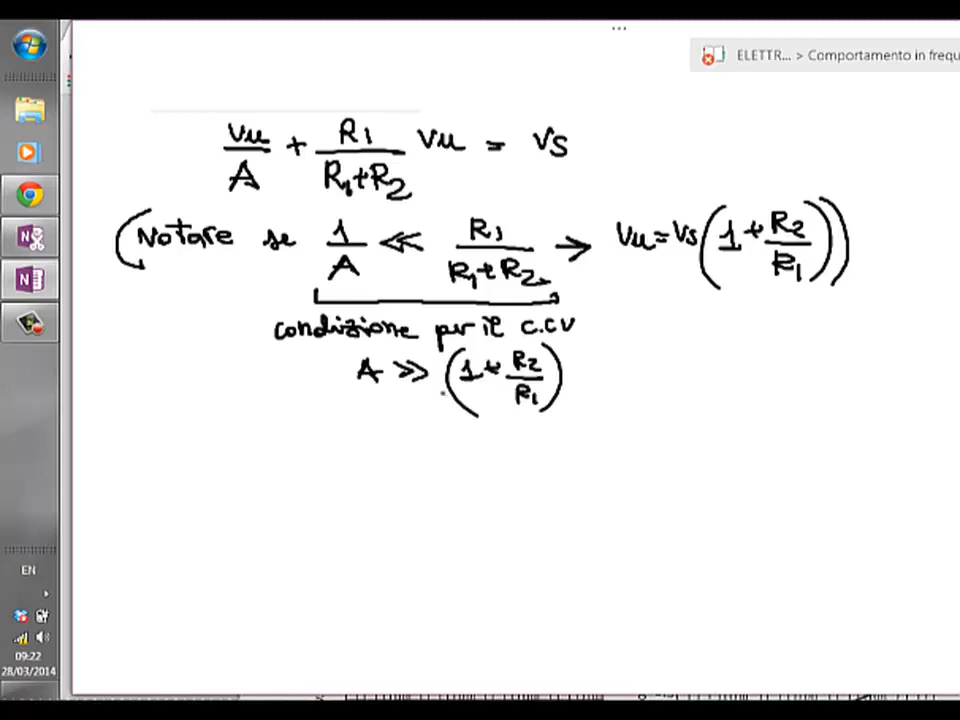 ...
ELETTR... > Comportamento in frequ
Vu/A + R1/(R1+R2) Vu = Vs
(Notare se 1/A << R1/(R1+R2) → Vu=Vs(1+R2/R1))
condizione per il c.cv
A >> (1+R2/R1)
EN
09:22
28/03/2014